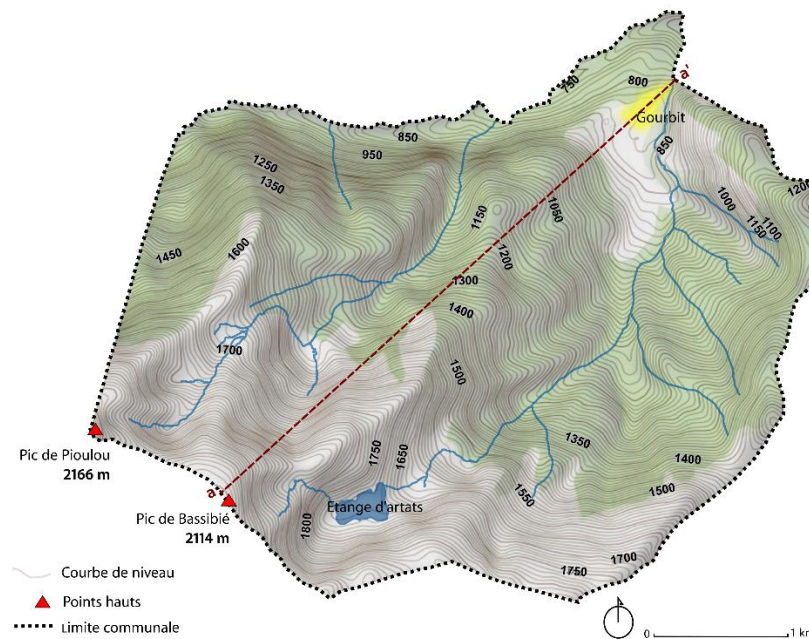 750
800
a'
Gourbit
850
850
950
1250
1350
1000
1150
1100
1200
1150
1050
1450
1600
1200
1300
1400
1700
1500
1350
1400
1500
1750
1650
1550
1800
1700
1750
Pic de Pioulou
2166 m
a
Pic de Bassibié
2114 m
Etange d'artats
Courbe de niveau
Points hauts
Limite communale
0
1 km